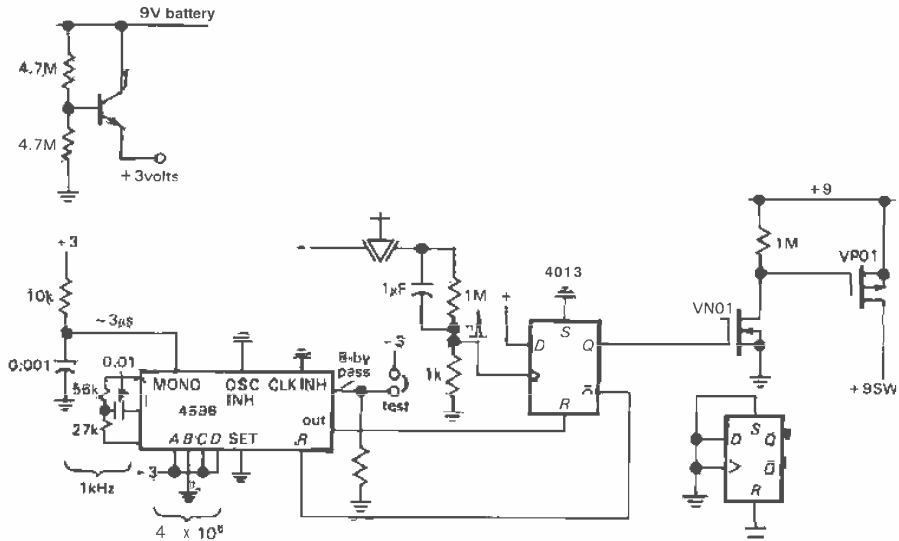 9V battery
4.7M
4.7M
+3volts
+3
10k
~3μs
0.001
0.01
56k
27k
1kHz
MONO
OSC
INH
CLK INH
4536
out
A B C D
SET
R
~3
4 x 10⁶
8-by
pass
test
+
1μF
1M
1k
+
4013
S
D
Q
Q̅
R
+9
1M
VN01
VP01
+9SW
S
D
Q
Q̅
R